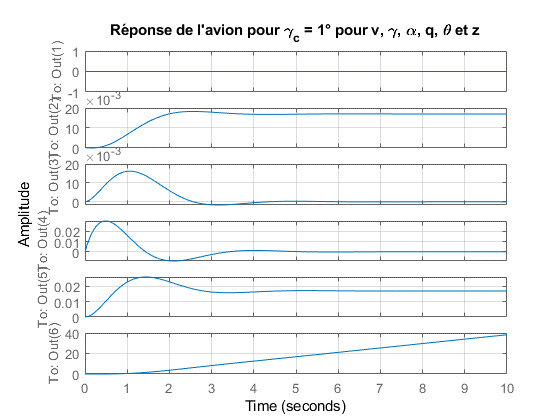 Réponse de l'avion pour γc = 1° pour v, γ, α, q, θ et z
Amplitude
To: Out(1)
1
0
-1
To: Out(2)
×10-3
20
10
0
To: Out(3)
×10-3
20
10
0
To: Out(4)
0.02
0.01
0
To: Out(5)
0.02
0.01
0
To: Out(6)
40
20
0
0 1 2 3 4 5 6 7 8 9 10
Time (seconds)